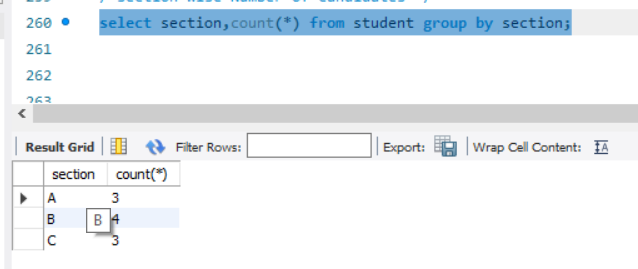 260 select section,count(*) from student group by section;
261
262
263
Result Grid Filter Rows: Export: Wrap Cell Content: IA
section count(*)
A 3
B B 4
C 3